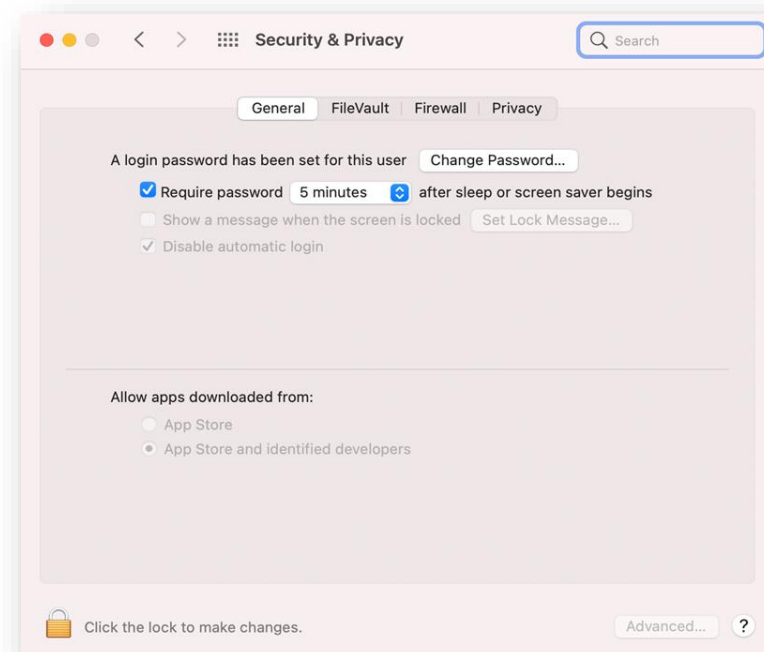 Security & Privacy
Search
General FileVault Firewall Privacy
A login password has been set for this user Change Password...
Require password 5 minutes after sleep or screen saver begins
Show a message when the screen is locked Set Lock Message...
Disable automatic login
Allow apps downloaded from:
App Store
App Store and identified developers
Click the lock to make changes.
Advanced... ?